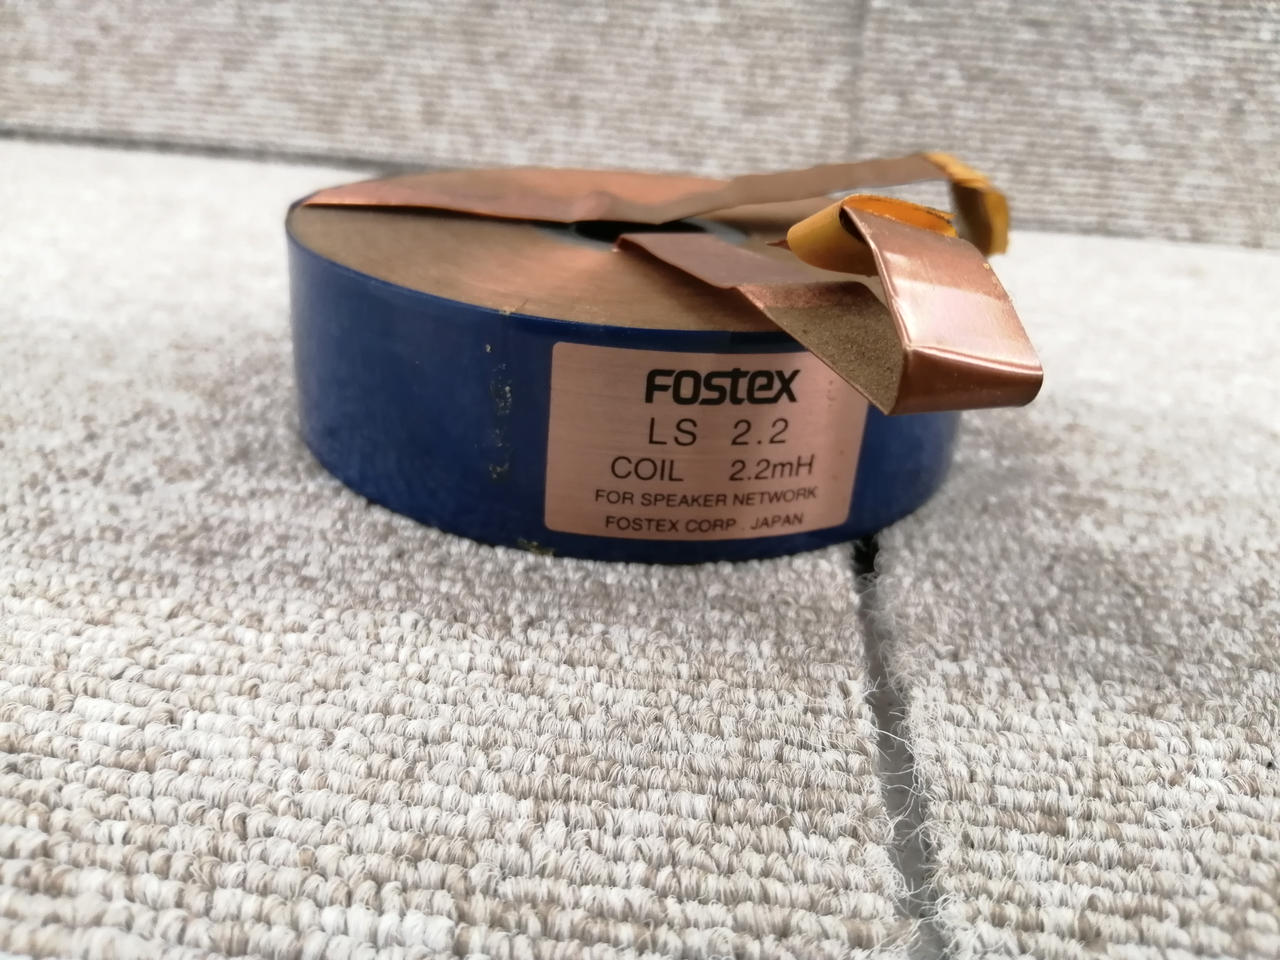 Fostex
LS 2.2
COIL 2.2mH
FOR SPEAKER NETWORK
FOSTEX CORP. JAPAN